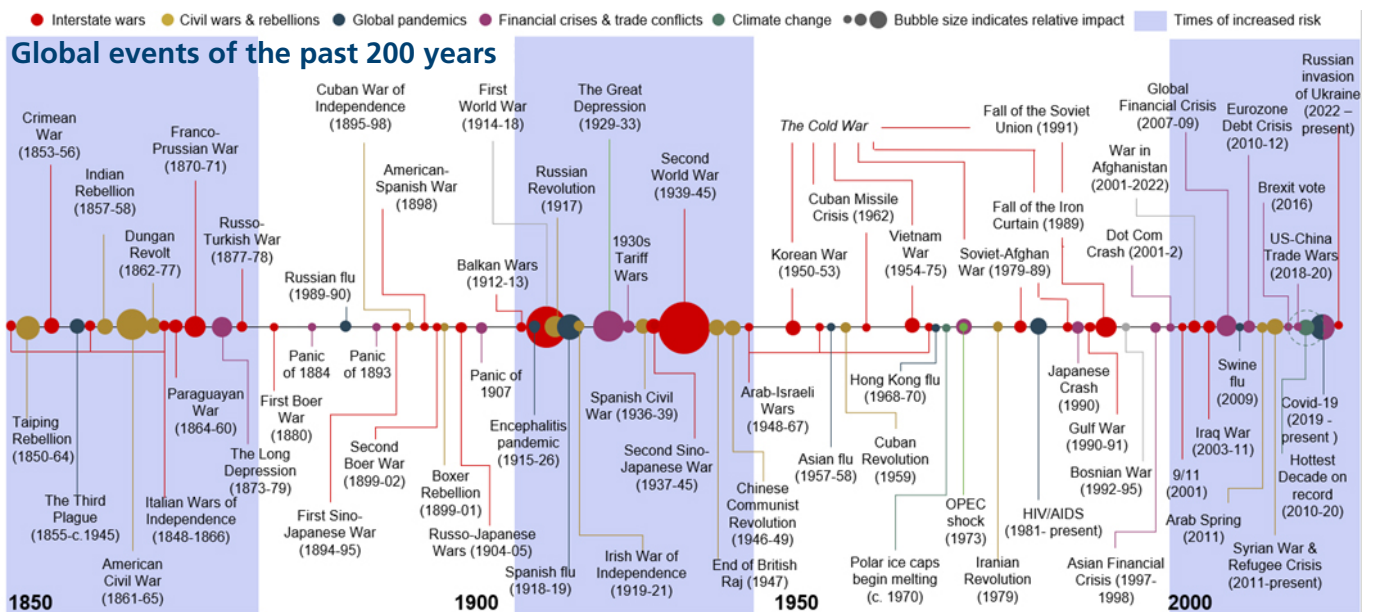 Interstate wars
Civil wars & rebellions
Global pandemics
Financial crises & trade conflicts
Climate change
Bubble size indicates relative impact
Times of increased risk
Global events of the past 200 years
Crimean
War
(1853-56)
Indian
Rebellion
(1857-58)
Dungan
Revolt
(1862-77)
Franco-
Prussian War
(1870-71)
Russo-
Turkish War
(1877-78)
Russian flu
(1989-90)
Cuban War of
Independence
(1895-98)
American-
Spanish War
(1898)
First
World War
(1914-18)
Balkan Wars
(1912-13)
Russian
Revolution
(1917)
The Great
Depression
(1929-33)
1930s
Tariff
Wars
Second
World War
(1939-45)
The Cold War
Korean War
(1950-53)
Cuban Missile
Crisis (1962)
Vietnam
War
(1954-75)
Fall of the Soviet
Union (1991)
Fall of the Iron
Curtain (1989)
Soviet-Afghan
War (1979-89)
War in
Afghanistan
(2001-2022)
Dot Com
Crash (2001-2)
Global
Financial Crisis
(2007-09)
Eurozone
Debt Crisis
(2010-12)
Brexit vote
(2016)
US-China
Trade Wars
(2018-20)
Russian
invasion
of Ukraine
(2022 –
present)
Taiping
Rebellion
(1850-64)
The Third
Plague
(1855-c.1945)
American
Civil War
(1861-65)
Italian Wars of
Independence
(1848-1866)
Paraguayan
War
(1864-60)
The Long
Depression
(1873-79)
First Boer
War
(1880)
Panic
of 1884
Panic
of 1893
First Sino-
Japanese War
(1894-95)
Second
Boer War
(1899-02)
Boxer
Rebellion
(1899-01)
Russo-Japanese
Wars (1904-05)
Panic of
1907
Encephalitis
pandemic
(1915-26)
Spanish flu
(1918-19)
Irish War of
Independence
(1919-21)
Spanish Civil
War (1936-39)
Second Sino-
Japanese War
(1937-45)
End of British
Raj (1947)
Chinese
Communist
Revolution
(1946-49)
Arab-Israeli
Wars
(1948-67)
Asian flu
(1957-58)
Cuban
Revolution
(1959)
Hong Kong flu
(1968-70)
Polar ice caps
begin melting
(c. 1970)
OPEC
shock
(1973)
Iranian
Revolution
(1979)
HIV/AIDS
(1981- present)
Japanese
Crash
(1990)
Gulf War
(1990-91)
Bosnian War
(1992-95)
Asian Financial
Crisis (1997-
1998)
9/11
(2001)
Iraq War
(2003-11)
Swine
flu
(2009)
Arab Spring
(2011)
Syrian War &
Refugee Crisis
(2011-present)
Hottest
Decade on
record
(2010-20)
Covid-19
(2019 -
present )
1850
1900
1950
2000